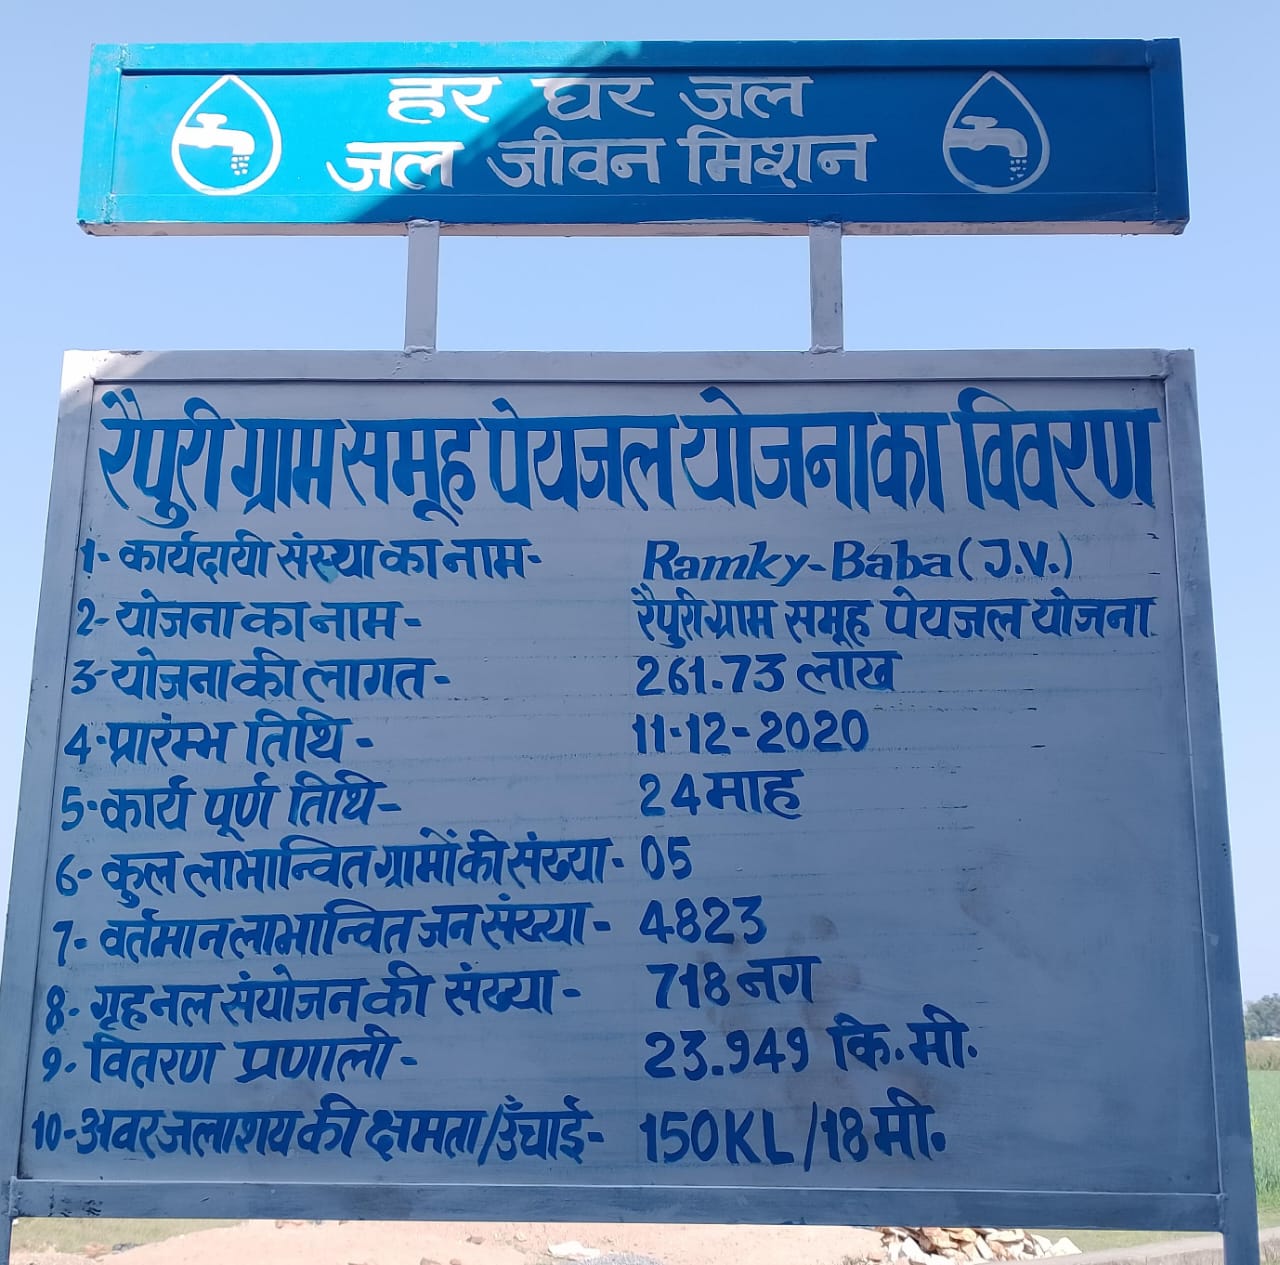 हर घर जल
जल जीवन मिशन
रैपुरी ग्राम समूह पेयजल योजना का विवरण
1- कार्यदायी संस्था का नाम- Ramky-Baba (J.V.)
2- योजना का नाम - रैपुरी ग्राम समूह पेयजल योजना
3- योजना की लागत - 261.73 लाख
4- प्रारंम्भ तिथि - 11-12-2020
5- कार्य पूर्ण तिथि- 24 माह
6- कुल लाभान्वित ग्रामों की संख्या- 05
7- वर्तमान लाभान्वित जन संख्या - 4823
8- गृह नल संयोजन की संख्या - 718 नग
9- वितरण प्रणाली - 23.949 कि.मी.
10- अवर जलाशय की क्षमता/उँचाई- 150KL/18 मी.